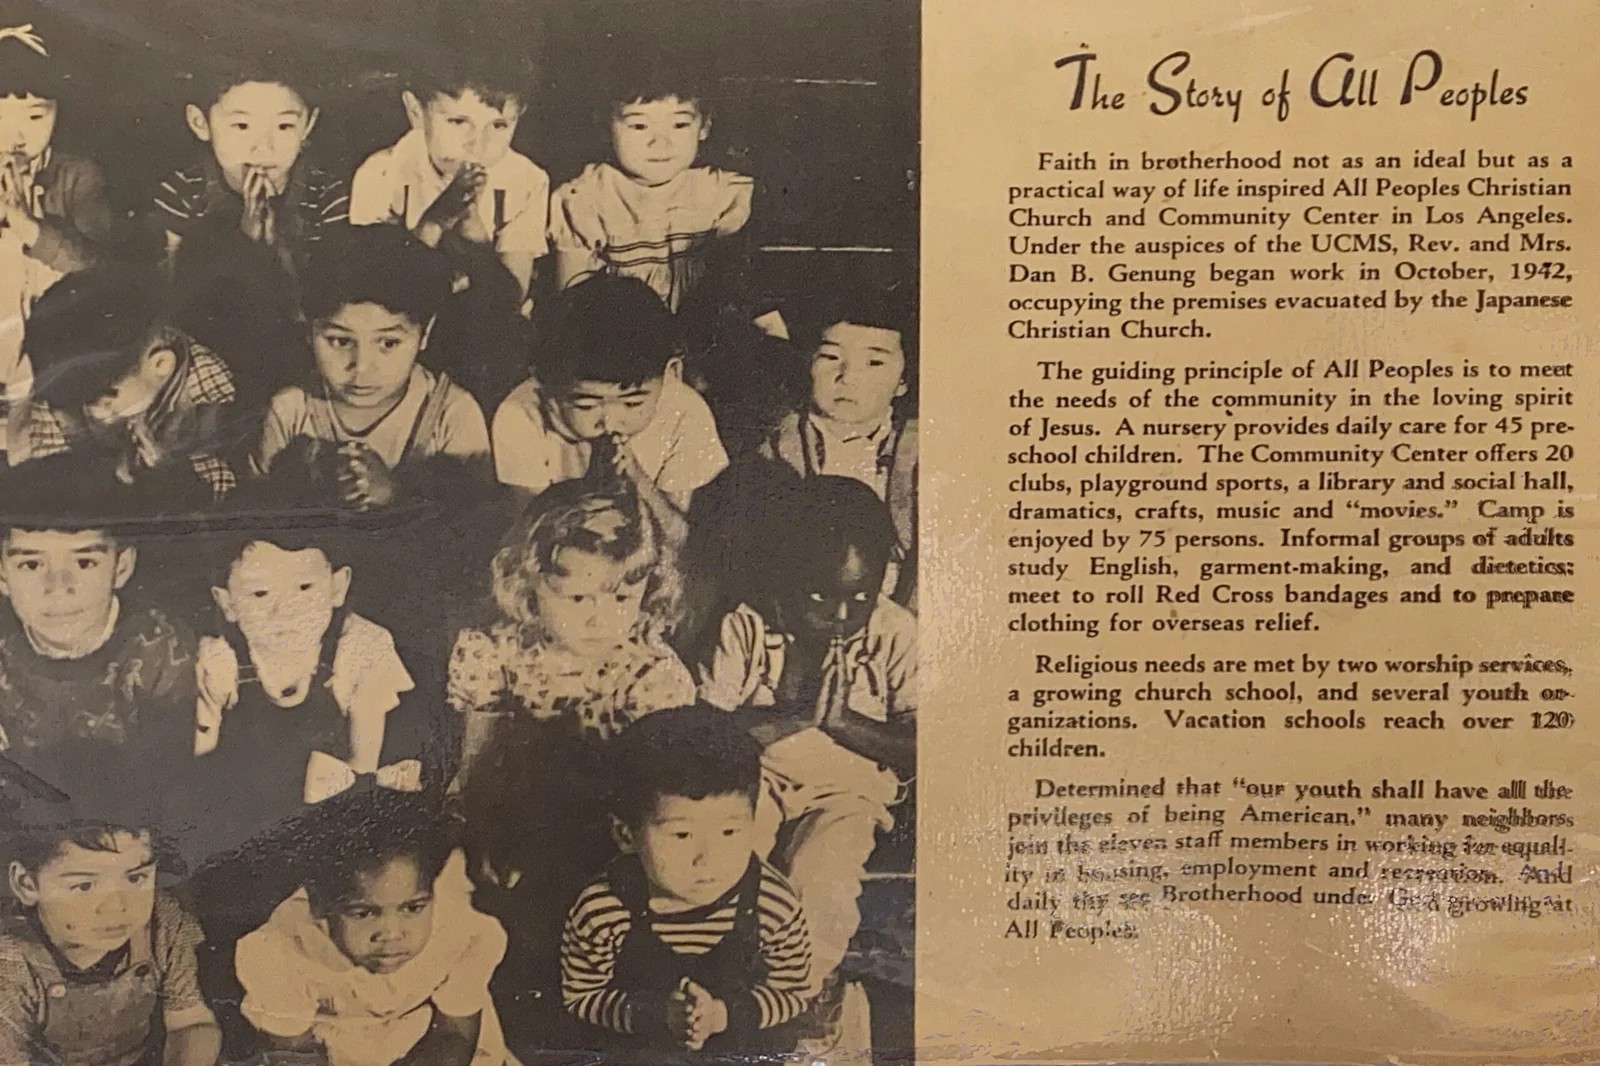 The Story of All Peoples
Faith in brotherhood not as an ideal but as a
practical way of life inspired All Peoples Christian
Church and Community Center in Los Angeles.
Under the auspices of the UCMS, Rev. and Mrs.
Dan B. Genung began work in October, 1942,
occupying the premises evacuated by the Japanese
Christian Church.
The guiding principle of All Peoples is to meet
the needs of the community in the loving spirit
of Jesus. A nursery provides daily care for 45 pre-
school children. The Community Center offers 20
clubs, playground sports, a library and social hall,
dramatics, crafts, music and "movies." Camp is
enjoyed by 75 persons. Informal groups of adults
study English, garment-making, and dietetics;
meet to roll Red Cross bandages and to prepare
clothing for overseas relief.
Religious needs are met by two worship services,
a growing church school, and several youth or-
ganizations. Vacation schools reach over 120
children.
Determined that "our youth shall have all the
privileges of being American," many neighbors
join the eleven staff members in working for equal-
ity in housing, employment and recreation. And
daily they see Brotherhood under God growing at
All Peoples.